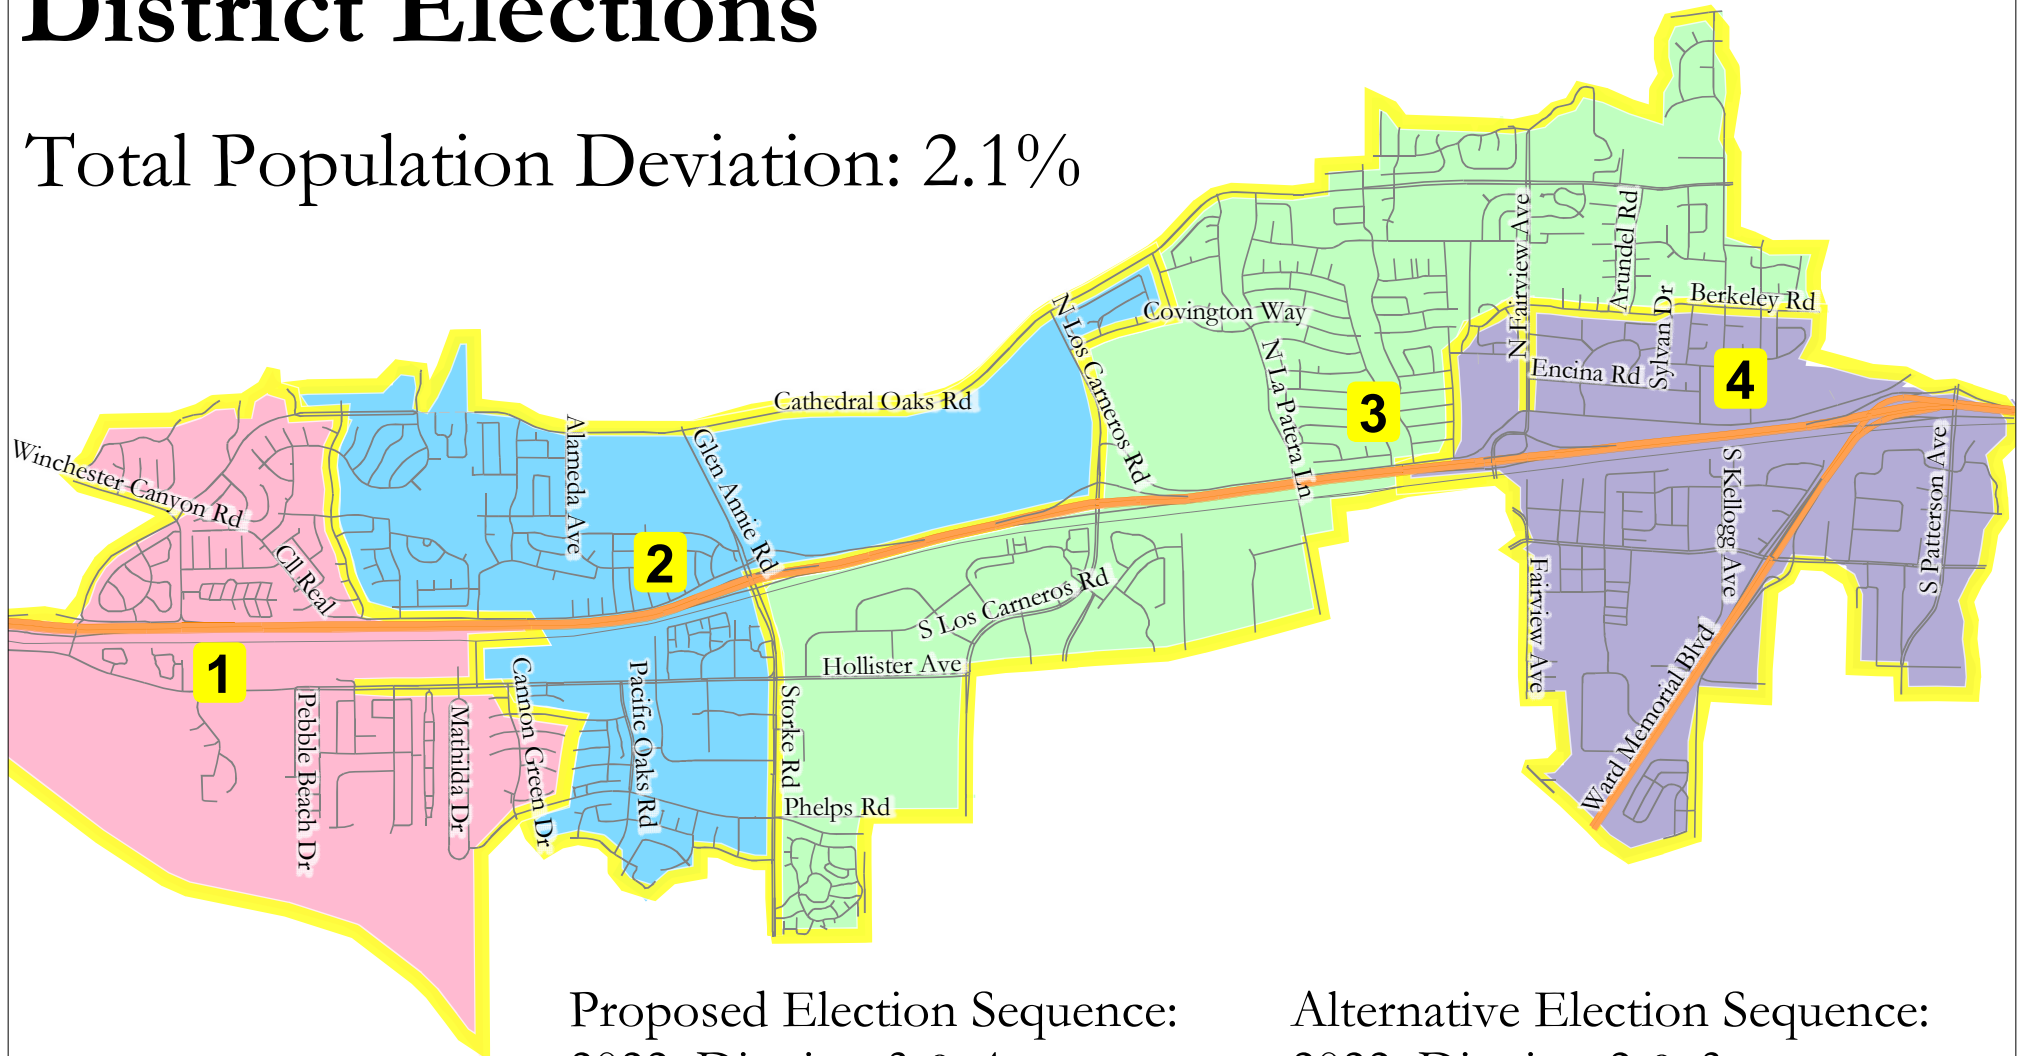 District Elections
Total Population Deviation: 2.1%
N Fairview Ave
Arundel Rd
Sylvan Dr
Berkeley Rd
Covington Way
N Los Carneros Rd
N La Patera Ln
Encina Rd
4
3
Cathedral Oaks Rd
Winchester Canyon Rd
Alameda Ave
Glen Annie Rd
S Kellogg Ave
S Patterson Ave
2
Cll Real
S Los Carneros Rd
Fairview Ave
1
Hollister Ave
Cannon Green Dr
Pacific Oaks Rd
Storke Rd
Pebble Beach Dr
Mathilda Dr
Ward Memorial Blvd
Phelps Rd
Proposed Election Sequence:
Alternative Election Sequence: